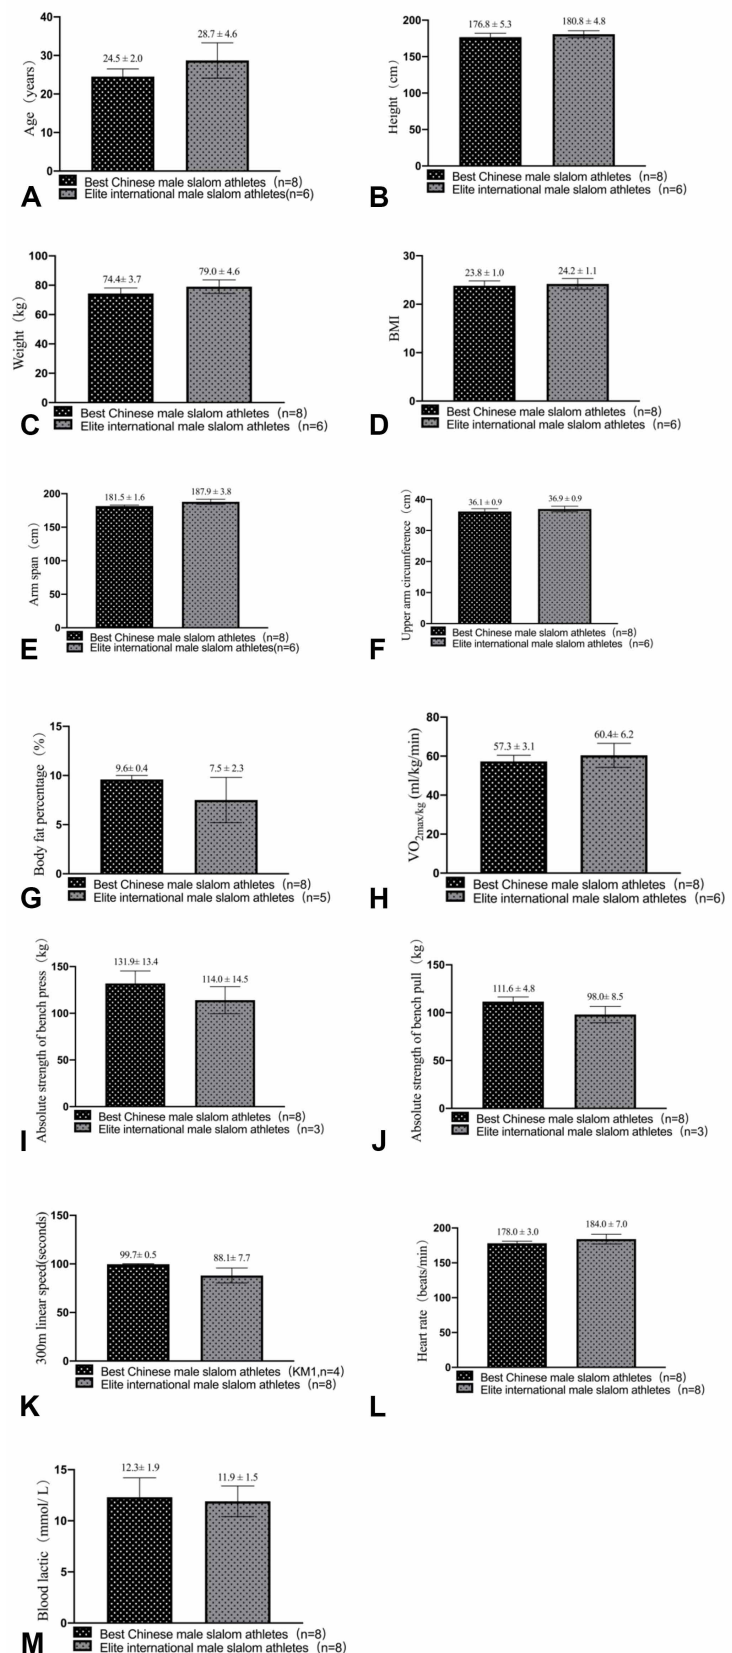 40
30
20
10
0
Age（years）
24.5 ± 2.0
28.7 ± 4.6
Best Chinese male slalom athletes（n=8）
Elite international male slalom athletes(n=6)
A
200
150
100
50
0
Height（cm）
176.8 ± 5.3
180.8 ± 4.8
Best Chinese male slalom athletes（n=8）
Elite international male slalom athletes（n=6）
B
100
80
60
40
20
0
Weight（kg）
74.4± 3.7
79.0 ± 4.6
Best Chinese male slalom athletes（n=8）
Elite international male slalom athletes（n=6）
C
30
20
10
0
BMI
23.8 ± 1.0
24.2 ± 1.1
Best Chinese male slalom athletes（n=8）
Elite international male slalom athletes（n=6）
D
200
150
100
50
0
Arm span（cm）
181.5 ± 1.6
187.9 ± 3.8
Best Chinese male slalom athletes（n=8）
Elite international male slalom athletes(n=6）
E
40
30
20
10
0
Upper arm circumference（cm）
36.1 ± 0.9
36.9 ± 0.9
Best Chinese male slalom athletes（n=8）
Elite international male slalom athletes（n=6）
F
15
10
5
0
Body fat percentage（%）
9.6± 0.4
7.5 ± 2.3
Best Chinese male slalom athletes（n=8）
Elite international male slalom athletes（n=5）
G
80
60
40
20
0
VO2max/kg (ml/kg/min)
57.3 ± 3.1
60.4± 6.2
Best Chinese male slalom athletes（n=8）
Elite international male slalom athletes（n=6）
H
150
100
50
0
Absolute strength of bench press（kg）
131.9± 13.4
114.0 ± 14.5
Best Chinese male slalom athletes（n=8）
Elite international male slalom athletes（n=3）
I
150
100
50
0
Absolute strength of bench pull（kg）
111.6 ± 4.8
98.0± 8.5
Best Chinese male slalom athletes（n=8）
Elite international male slalom athletes（n=3）
J
150
100
50
0
300m linear speed(seconds)
99.7± 0.5
88.1± 7.7
Best Chinese male slalom athletes（KM1,n=4）
Elite international male slalom athletes（n=8）
K
200
150
100
50
0
Heart rate（beats/min）
178.0 ± 3.0
184.0 ± 7.0
Best Chinese male slalom athletes（n=8）
Elite international male slalom athletes（n=8）
L
15
10
5
0
Blood lactic（mmol/ L）
12.3± 1.9
11.9 ± 1.5
Best Chinese male slalom athletes（n=8）
Elite international male slalom athletes（n=8）
M